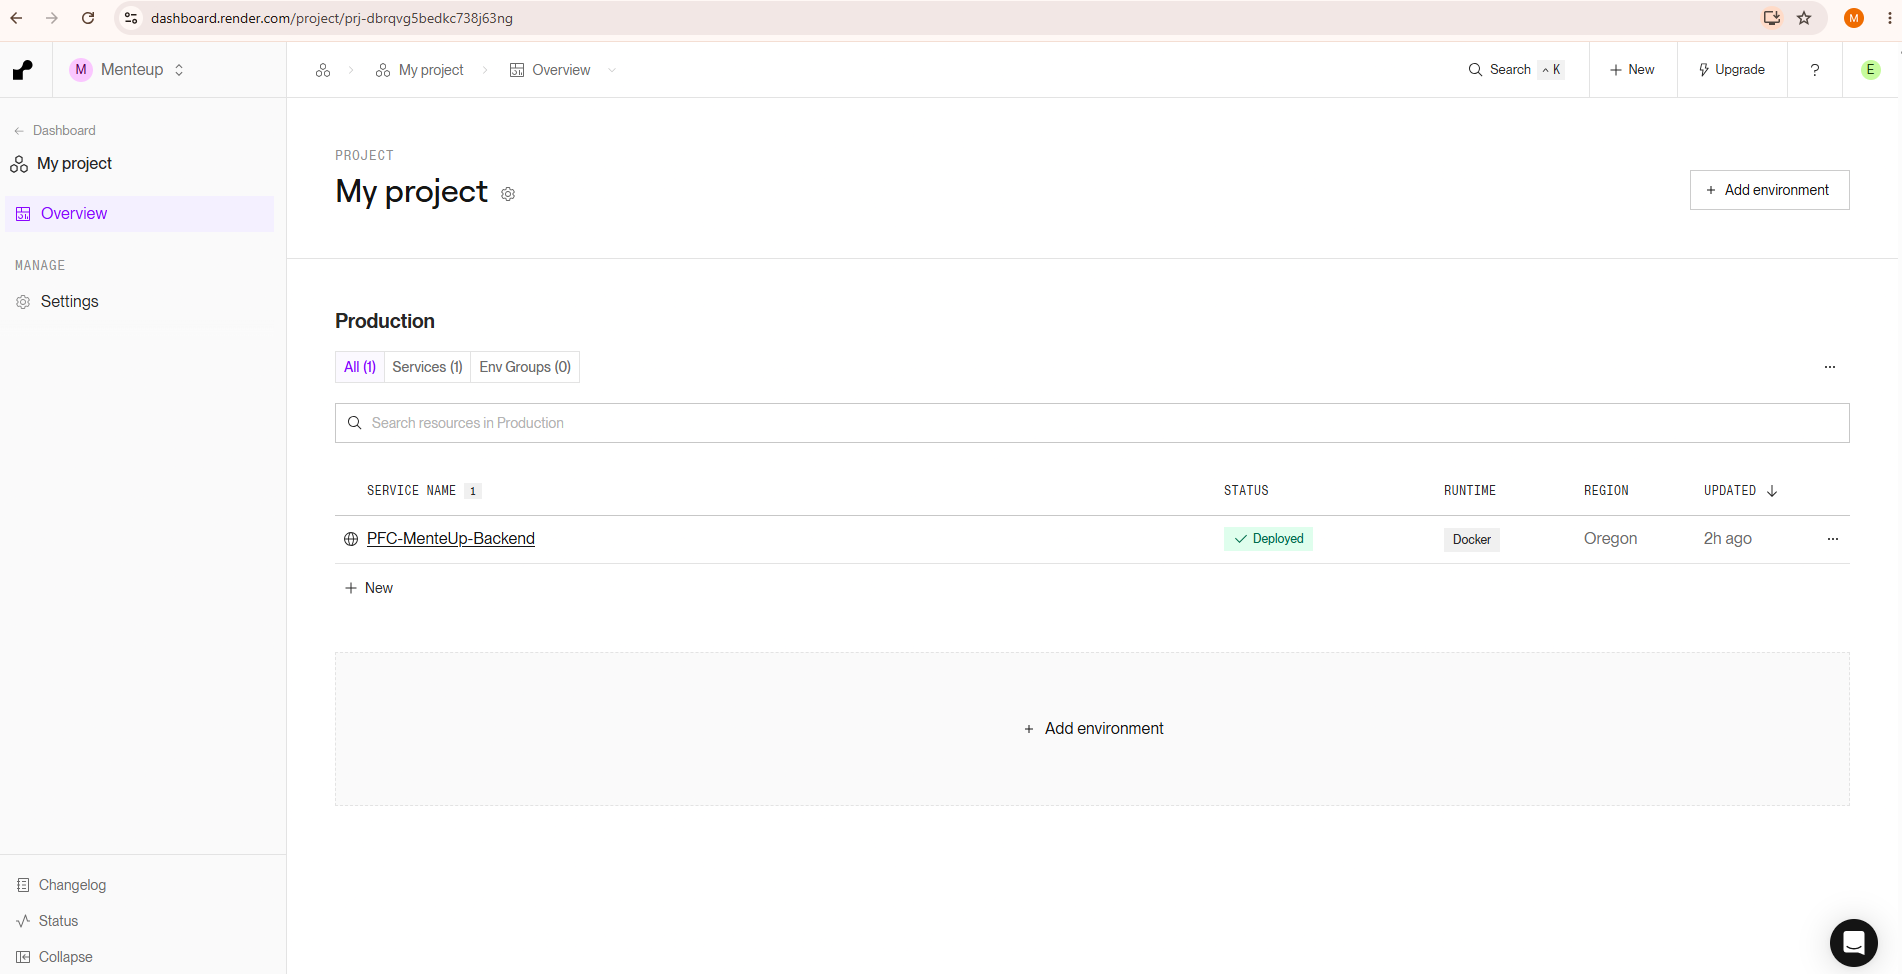 dashboard.render.com/project/prj-dbrqvg5bedkc738j63ng
M
M Menteup
My project
Overview
Search ^ K
+ New
Upgrade
?
E
← Dashboard
My project
Overview
MANAGE
Settings
PROJECT
My project
+ Add environment
Production
All (1)
Services (1)
Env Groups (0)
Search resources in Production
SERVICE NAME 1
STATUS
RUNTIME
REGION
UPDATED ↓
PFC-MenteUp-Backend
Deployed
Docker
Oregon
2h ago
+ New
+ Add environment
Changelog
Status
Collapse